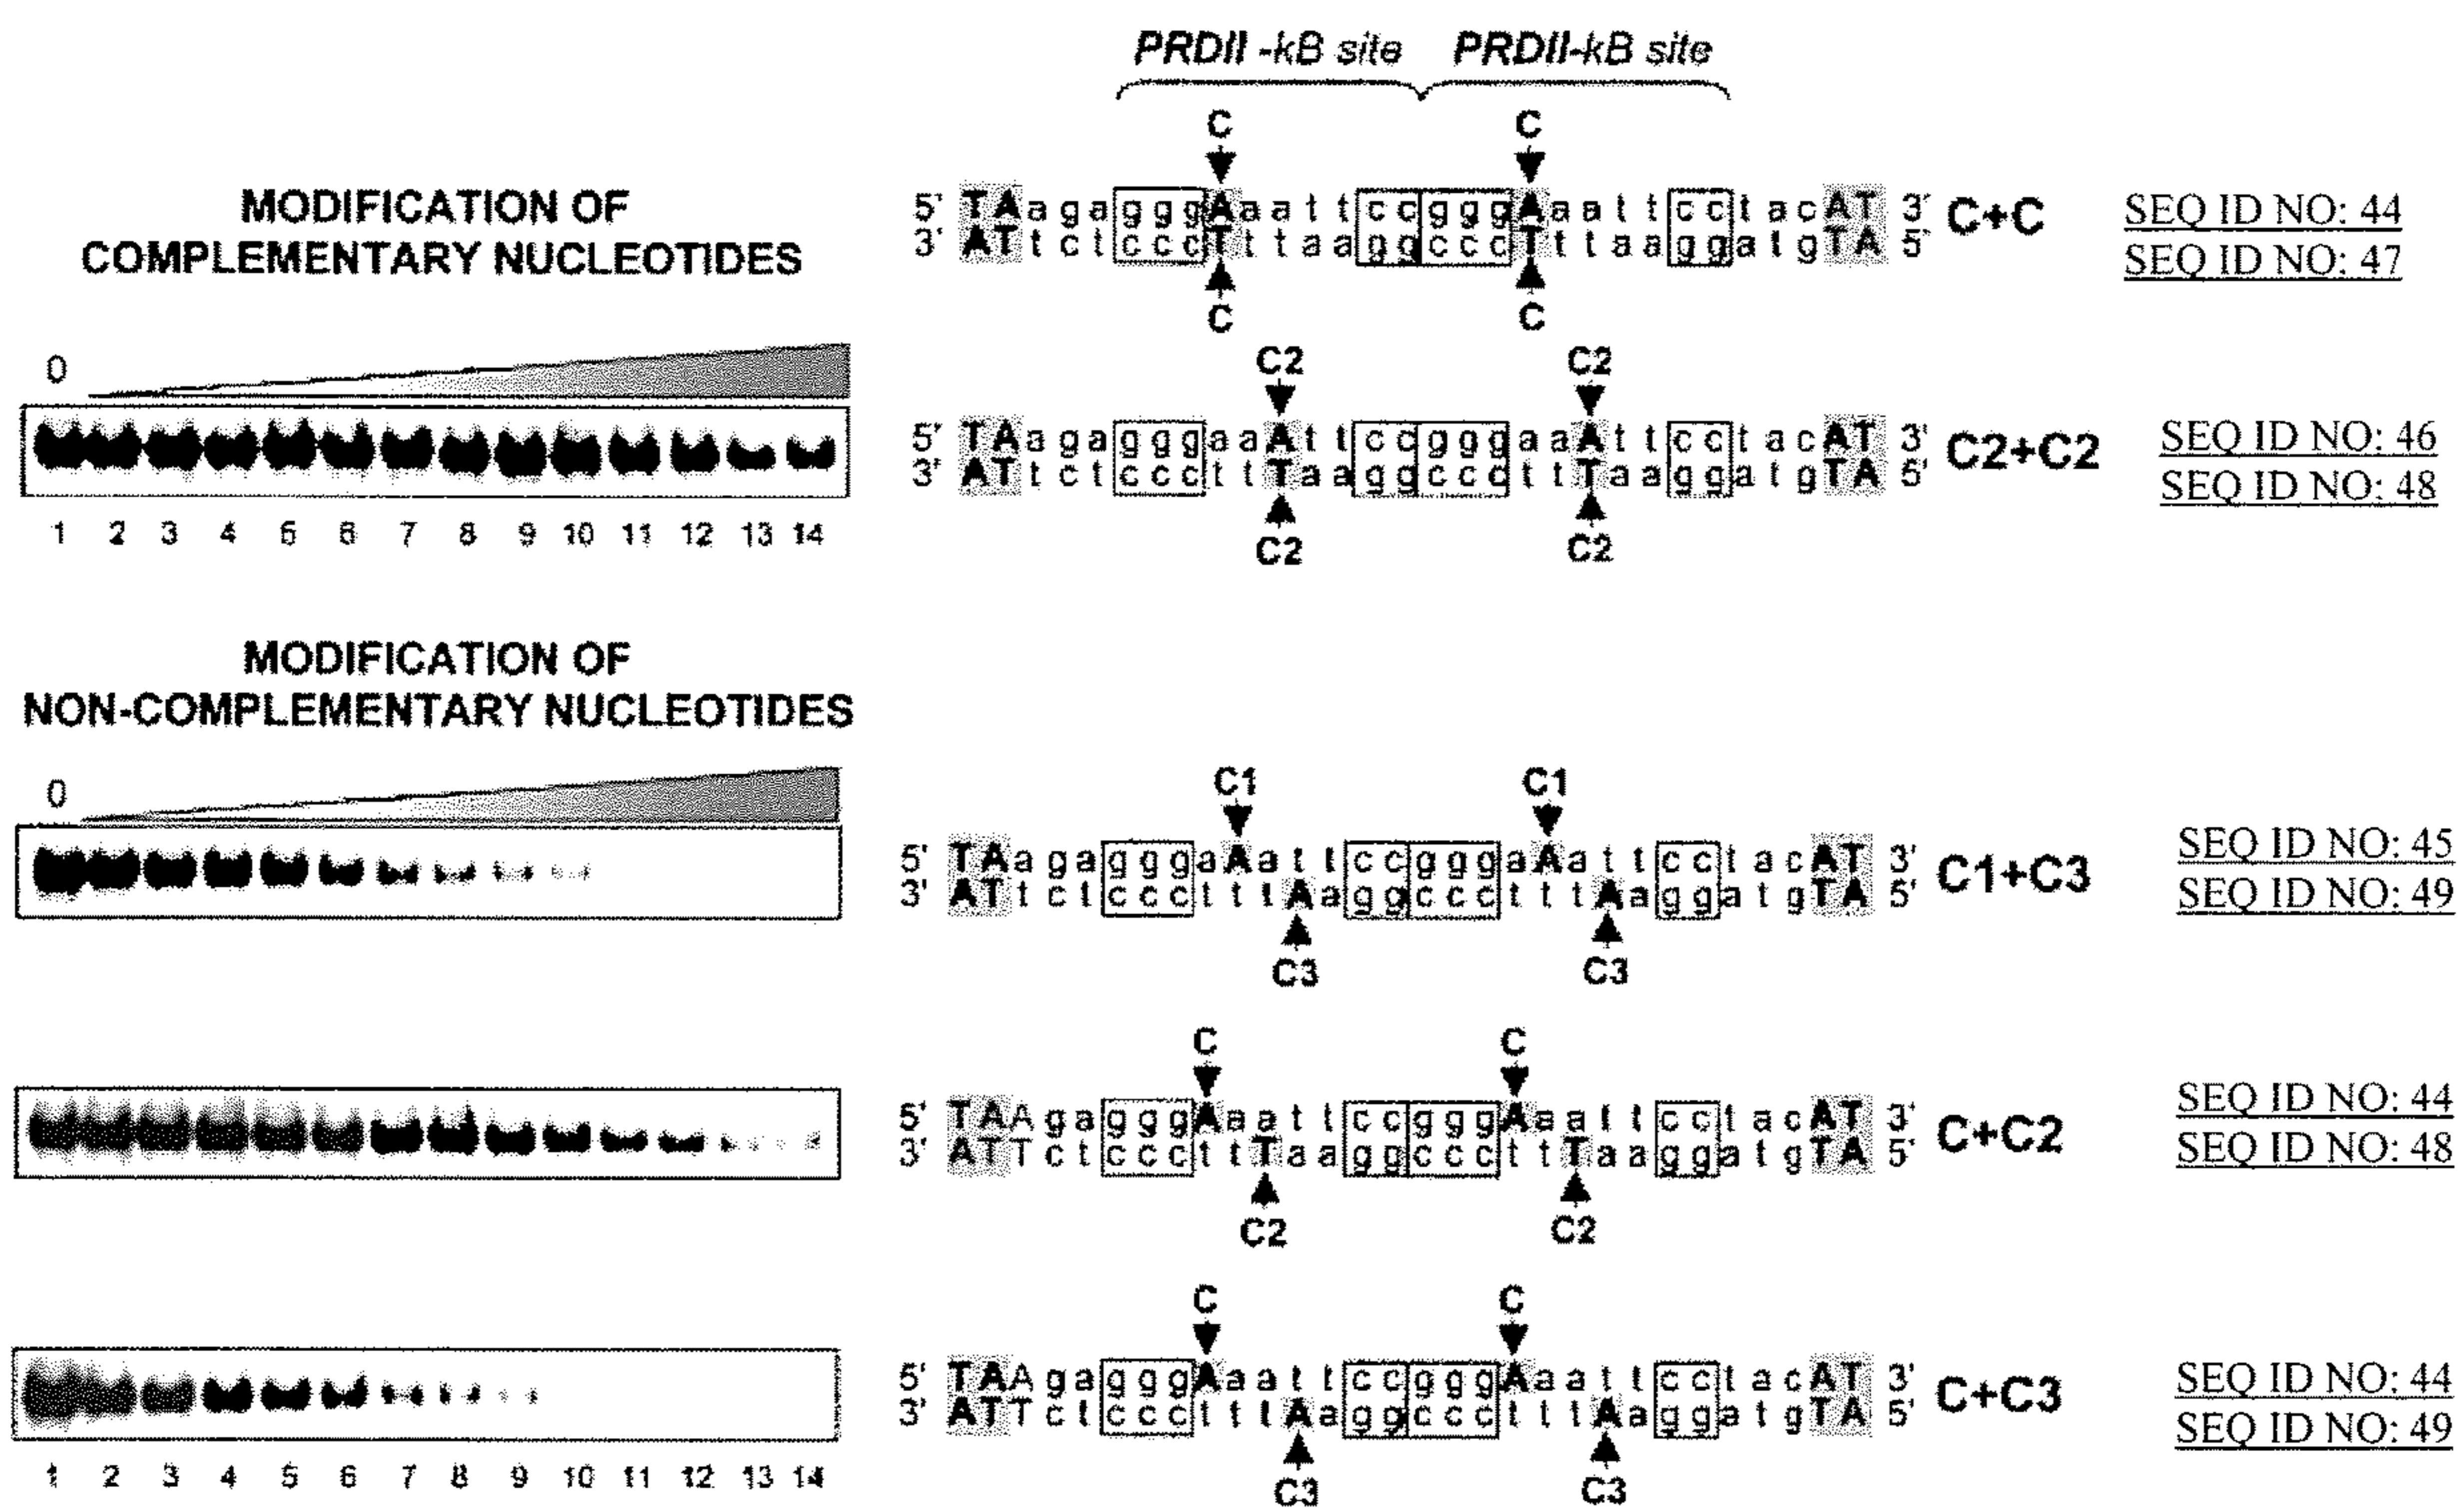 PRDII -kB site PRDII-kB site
C C
MODIFICATION OF
COMPLEMENTARY NUCLEOTIDES
5' TAagagggAaattccgggAaattcctacAT 3' C+C SEQ ID NO: 44
3' ATtctcccTttaaggcccTttaaggatgTA 5' SEQ ID NO: 47
C C
0 C2 C2
5' TAagagggaaAttccgggaaAttcctacAT 3' C2+C2 SEQ ID NO: 46
3' ATtctcccttTaaggcccttTaaggatgTA 5' SEQ ID NO: 48
1 2 3 4 5 6 7 8 9 10 11 12 13 14
C2 C2
MODIFICATION OF
NON-COMPLEMENTARY NUCLEOTIDES
0 C1 C1
5' TAagagggaAattccgggaAattcctacAT 3' C1+C3 SEQ ID NO: 45
3' ATtctccctttAaggccctttAaggatgTA 5' SEQ ID NO: 49
C3 C3
C C
5' TAAgagggAaattccgggAaattcctacAT 3' C+C2 SEQ ID NO: 44
3' ATTctcccttTaaggcccttTaaggatgTA 5' SEQ ID NO: 48
C2 C2
C C
5' TAAgagggAaattccgggAaattcctacAT 3' C+C3 SEQ ID NO: 44
3' ATTctccctttAaggccctttAaggatgTA 5' SEQ ID NO: 49
1 2 3 4 5 6 7 8 9 10 11 12 13 14
C3 C3